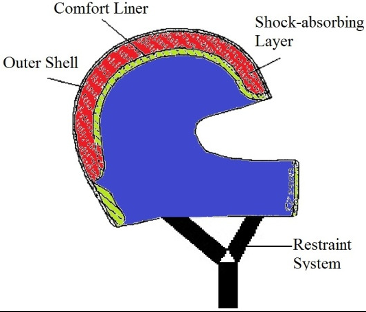 Comfort Liner
Shock-absorbing
Layer
Outer Shell
Restraint
System